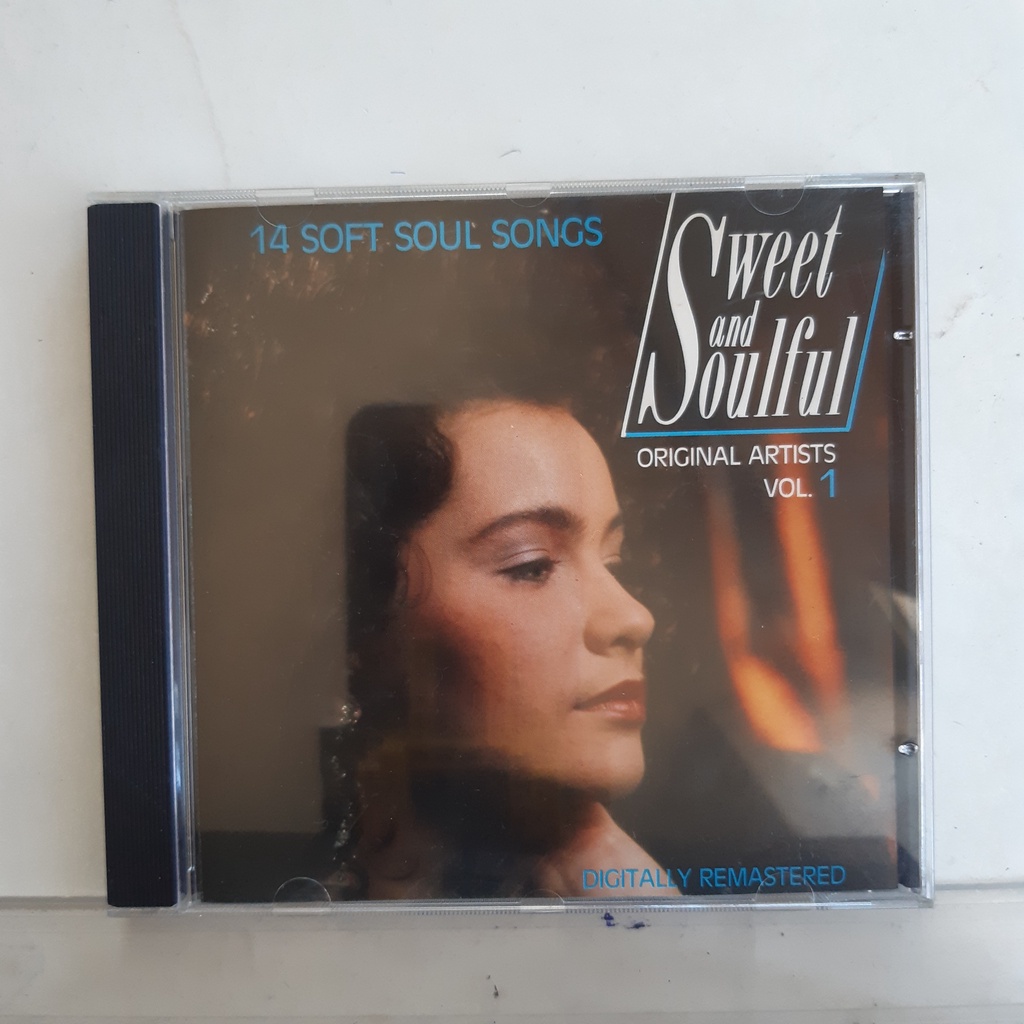 14 SOFT SOUL SONGS
Sweet
and
Soulful
ORIGINAL ARTISTS
VOL. 1
DIGITALLY REMASTERED